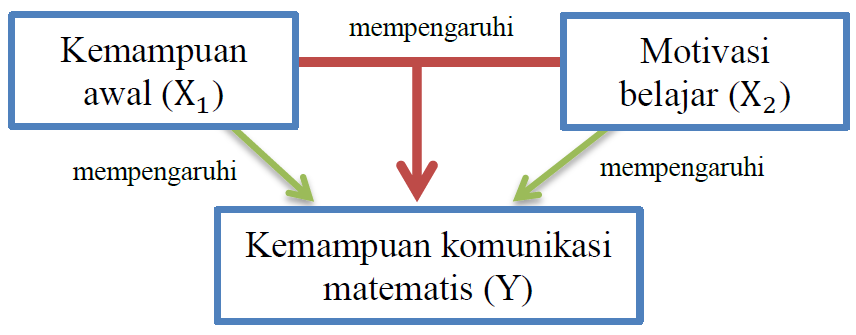 mempengaruhi
Kemampuan
awal (X₁)
Motivasi
belajar (X₂)
mempengaruhi
mempengaruhi
Kemampuan komunikasi
matematis (Y)